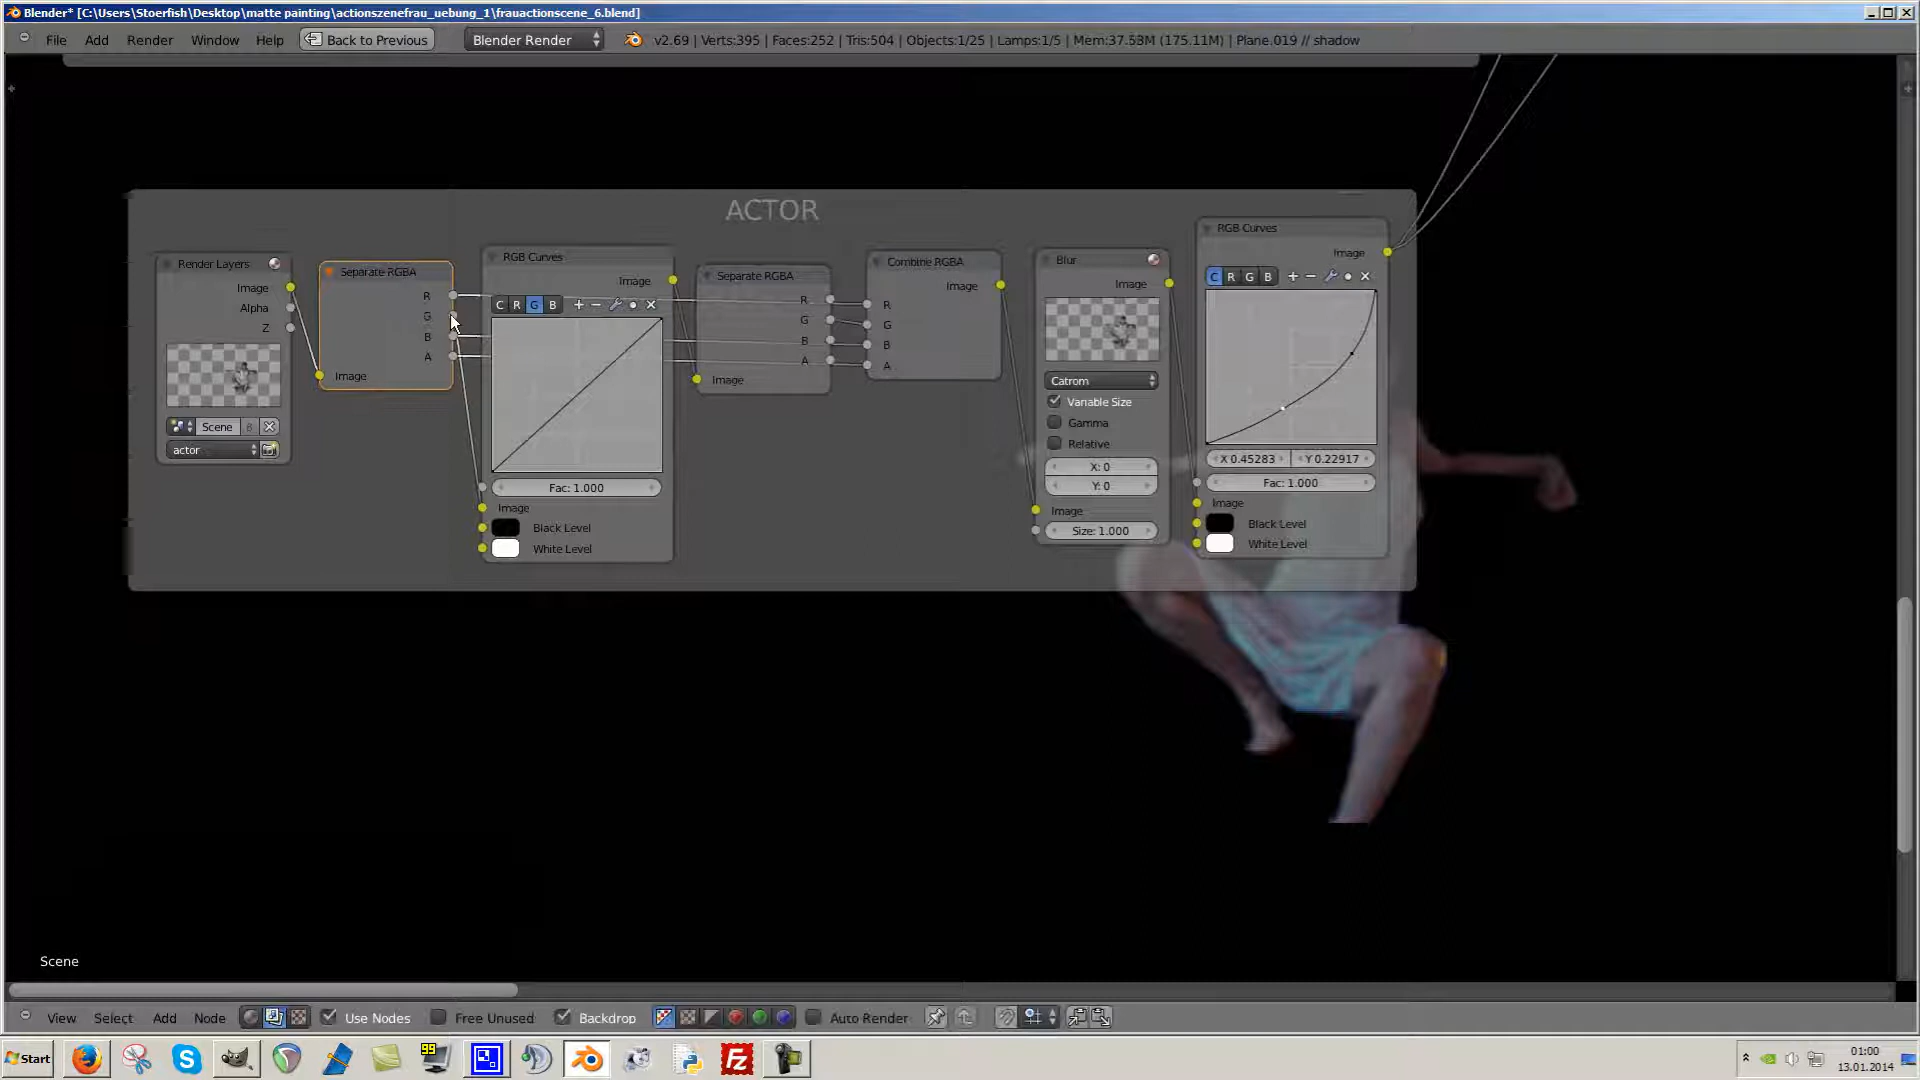 Blender* [C:\Users\Stoerfish\Desktop\matte painting\actionszenefrau_uebung_1\frauactionscene_6.blend]
File Add Render Window Help Back to Previous Blender Render v2.69 | Verts:395 | Faces:252 | Tris:504 | Objects:1/25 | Lamps:1/5 | Mem:37.53M (175.11M) | Plane.019 // shadow
ACTOR
Render Layers
Image
Alpha
Z
Scene
B
actor
Separate RGBA
R
G
B
A
Image
RGB Curves
Image
C R G B
Fac: 1.000
Image
Black Level
White Level
Separate RGBA
R
G
B
A
Image
Combine RGBA
Image
R
G
B
A
Blur
Image
Catrom
Variable Size
Gamma
Relative
X: 0
Y: 0
Image
Size: 1.000
RGB Curves
Image
C R G B
X 0.45283 Y 0.22917
Fac: 1.000
Image
Black Level
White Level
Scene
View Select Add Node Use Nodes Free Unused Backdrop Auto Render
Start
99
01:00
13.01.2014